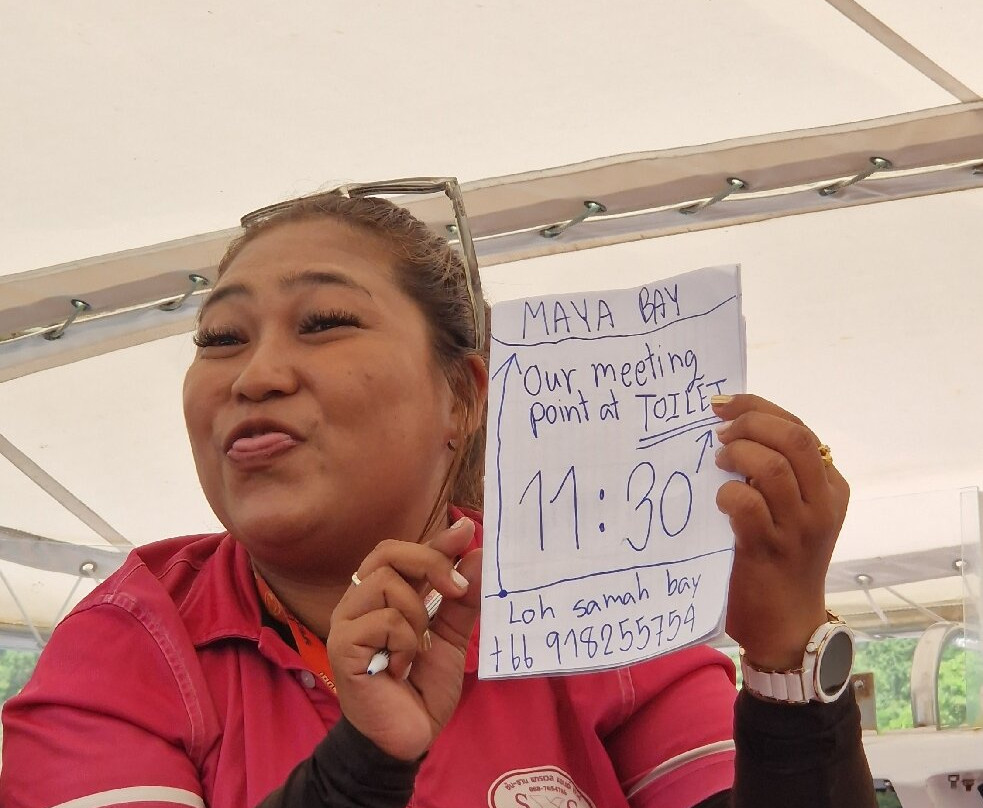 MAYA BAY
Our meeting
point at TOILET
11:30
Loh samah bay
+66 918255754
S S